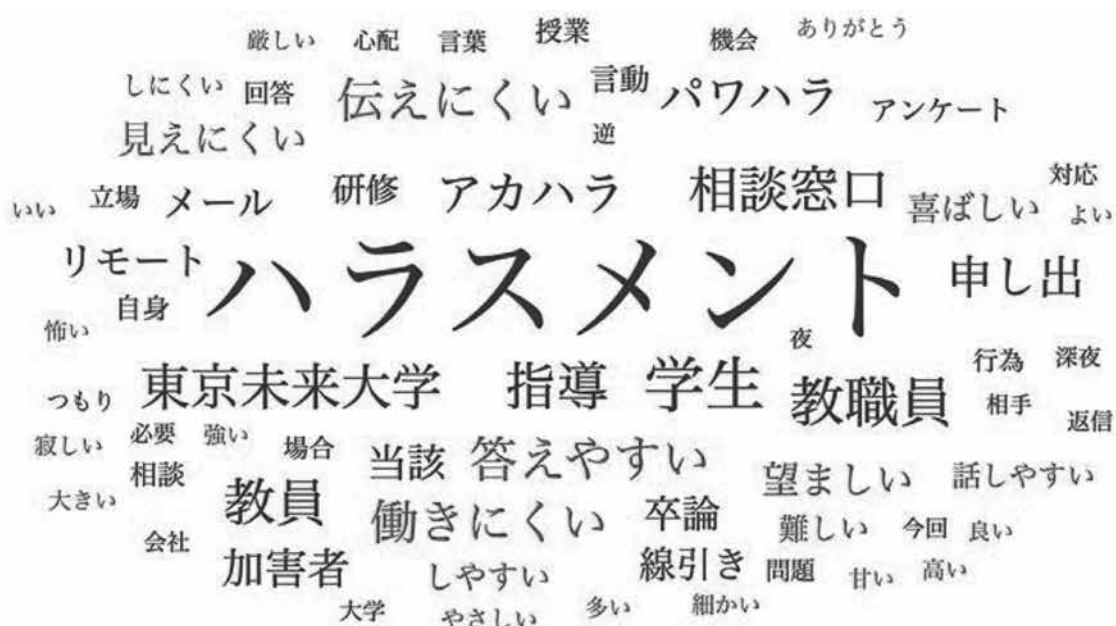 厳しい 心配 言葉 授業 機会 ありがとう
しにくい 回答 伝えにくい 言動 パワハラ アンケート
見えにくい 逆
いい 立場 メール 研修 アカハラ 相談窓口 喜ばしい 対応
よい
リモート ハラスメント 申し出
自身
怖い 夜
つもり 東京未来大学 指導 学生 教職員 行為 深夜
相手 返信
寂しい 必要 強い 場合 当該 答えやすい 望ましい 話しやすい
相談
大きい 教員 働きにくい 卒論 難しい 今回 良い
会社 加害者 しやすい 線引き 問題 甘い 高い
大学 やさしい 多い 細かい